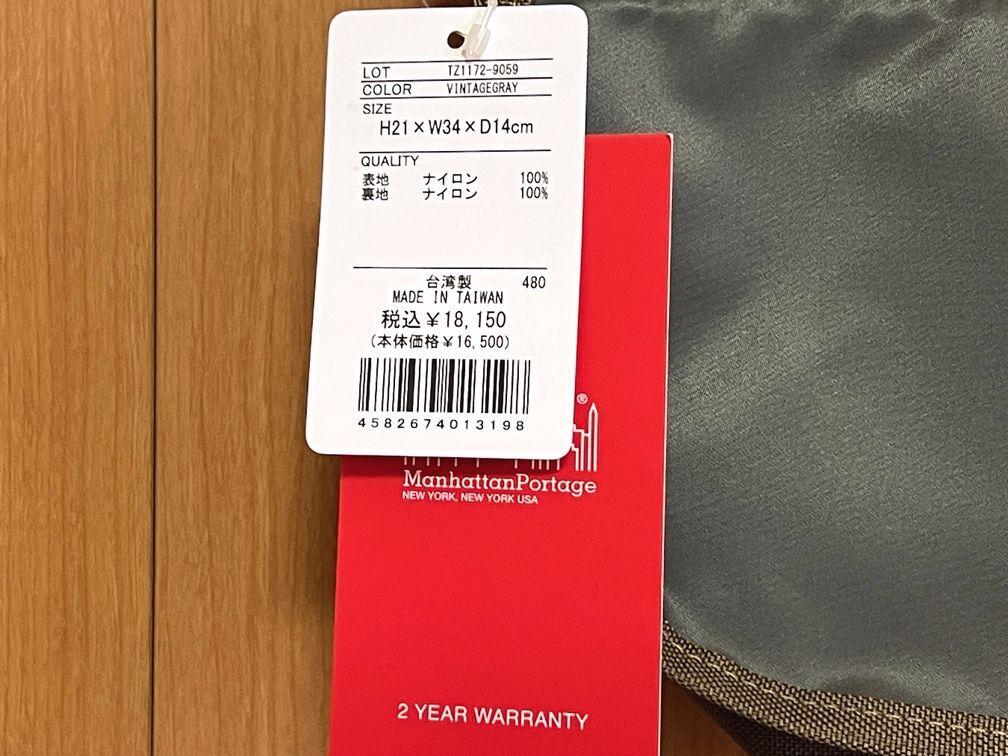 LOT TZ1172-9059
COLOR VINTAGEGRAY
SIZE
H21×W34×D14cm
QUALITY
表地 ナイロン 100%
裏地 ナイロン 100%
台湾製 480
MADE IN TAIWAN
税込¥18,150
(本体価格¥16,500)
4582674013198
®
ManhattanPortage
NEW YORK, NEW YORK USA
2 YEAR WARRANTY